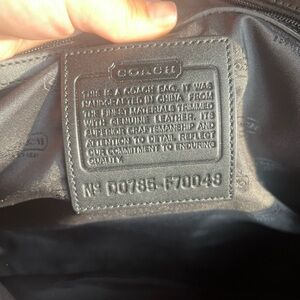 COACH
THIS IS A COACH BAG. IT WAS
HANDCRAFTED IN CHINA FROM
THE FINEST MATERIALS TRIMMED
WITH GENUINE LEATHER. ITS
SUPERIOR CRAFTSMANSHIP AND
ATTENTION TO DETAIL REFLECT
OUR COMMITMENT TO ENDURING
QUALITY.
Nº D0785-F70048